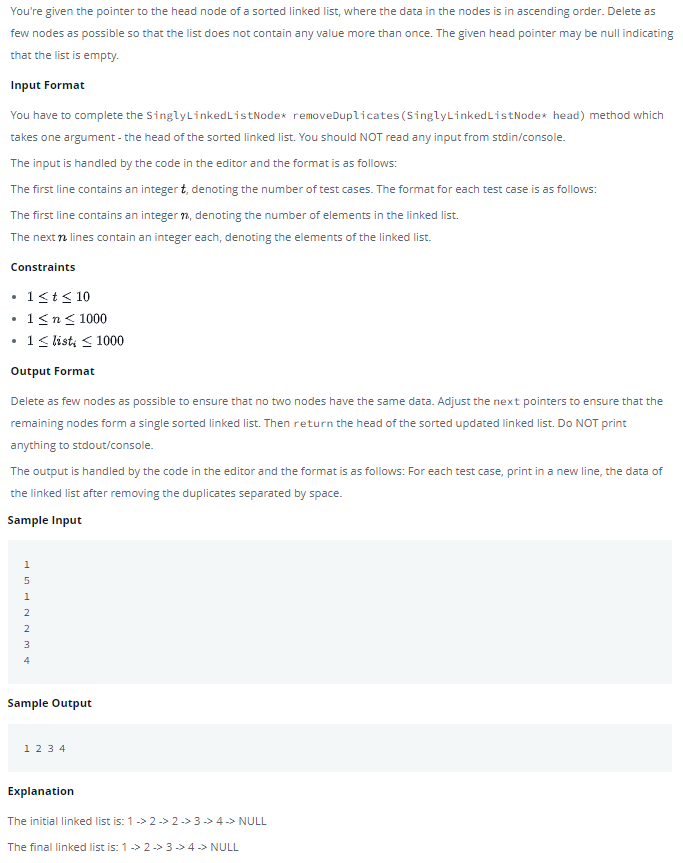 You're given the pointer to the head node of a sorted linked list, where the data in the nodes is in ascending order. Delete as
few nodes as possible so that the list does not contain any value more than once. The given head pointer may be null indicating
that the list is empty.
Input Format
You have to complete the SinglyLinkedListNode* removeDuplicates(SinglyLinkedListNode* head) method which
takes one argument - the head of the sorted linked list. You should NOT read any input from stdin/console.
The input is handled by the code in the editor and the format is as follows:
The first line contains an integer t, denoting the number of test cases. The format for each test case is as follows:
The first line contains an integer n, denoting the number of elements in the linked list.
The next n lines contain an integer each, denoting the elements of the linked list.
Constraints
• 1 ≤ t ≤ 10
• 1 ≤ n ≤ 1000
• 1 ≤ listᵢ ≤ 1000
Output Format
Delete as few nodes as possible to ensure that no two nodes have the same data. Adjust the next pointers to ensure that the
remaining nodes form a single sorted linked list. Then return the head of the sorted updated linked list. Do NOT print
anything to stdout/console.
The output is handled by the code in the editor and the format is as follows: For each test case, print in a new line, the data of
the linked list after removing the duplicates separated by space.
Sample Input
1
5
1
2
2
3
4
Sample Output
1 2 3 4
Explanation
The initial linked list is: 1 -> 2 -> 2 -> 3 -> 4 -> NULL
The final linked list is: 1 -> 2 -> 3 -> 4 -> NULL